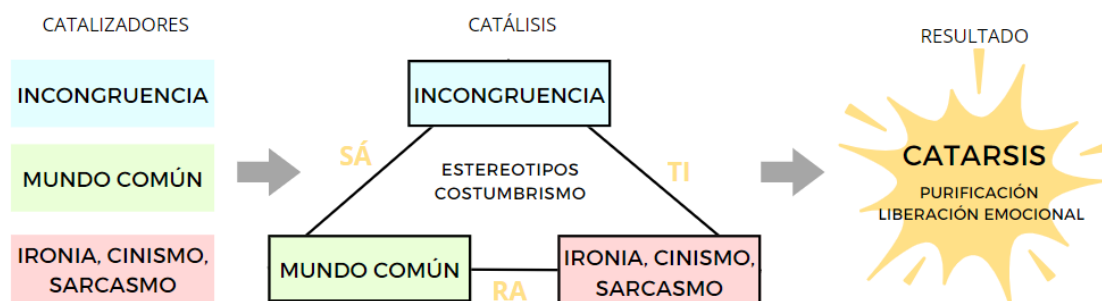 CATALIZADORES
INCONGRUENCIA
MUNDO COMÚN
IRONIA, CINISMO,
SARCASMO
CATÁLISIS
INCONGRUENCIA
SÁ
TI
ESTEREOTIPOS
COSTUMBRISMO
MUNDO COMÚN
RA
IRONIA, CINISMO,
SARCASMO
RESULTADO
CATARSIS
PURIFICACIÓN
LIBERACIÓN EMOCIONAL